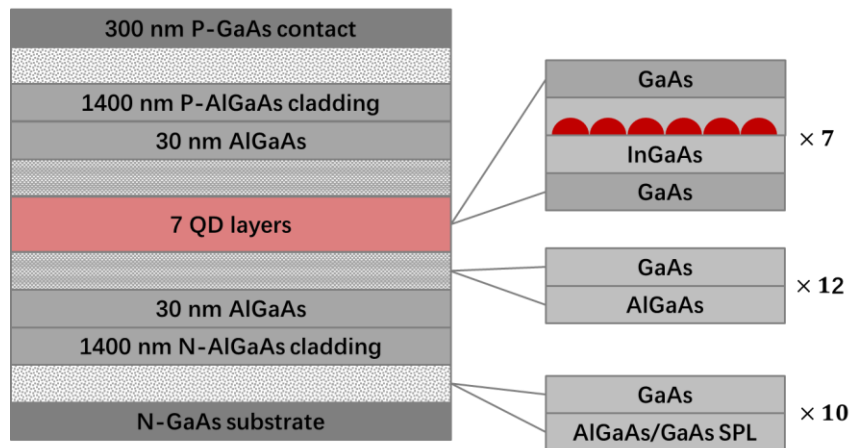 300 nm P-GaAs contact
1400 nm P-AlGaAs cladding
30 nm AlGaAs
7 QD layers
30 nm AlGaAs
1400 nm N-AlGaAs cladding
N-GaAs substrate
GaAs
InGaAs
GaAs
× 7
GaAs
AlGaAs
× 12
GaAs
AlGaAs/GaAs SPL
× 10